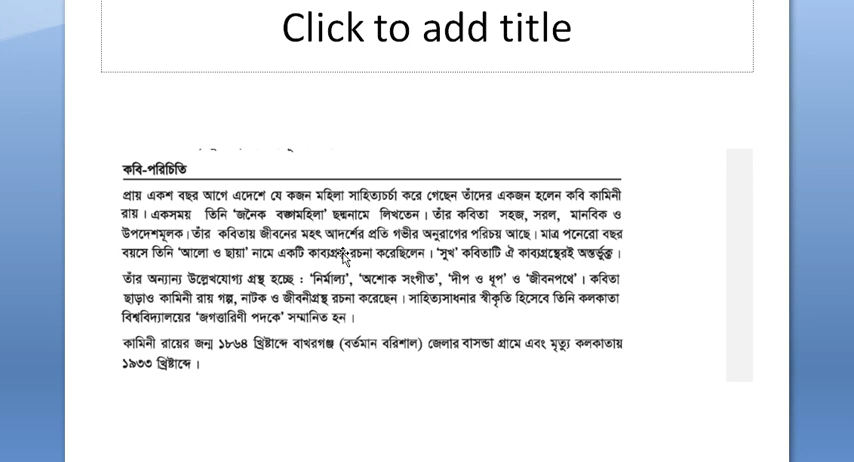 Click to add title
কবি-পরিচিতি
প্রায় একশ বছর আগে এদেশে যে কজন মহিলা সাহিত্যচর্চা করে গেছেন তাঁদের একজন হলেন কবি কামিনী
রায়। একসময় তিনি ‘জনৈক বঙ্গমহিলা’ ছদ্মনামে লিখতেন। তাঁর কবিতা সহজ, সরল, মানবিক ও
উপদেশমূলক। তাঁর কবিতায় জীবনের মহৎ আদর্শের প্রতি গভীর অনুরাগের পরিচয় আছে। মাত্র পনেরো বছর
বয়সে তিনি ‘আলো ও ছায়া’ নামে একটি কাব্যগ্রন্থ রচনা করেছিলেন। ‘সুখ’ কবিতাটি ঐ কাব্যগ্রন্থেরই অন্তর্ভুক্ত।
তাঁর অন্যান্য উল্লেখযোগ্য গ্রন্থ হচ্ছে : ‘নির্মাল্য’, ‘অশোক সংগীত’, ‘দীপ ও ধূপ’ ও ‘জীবনপথে’। কবিতা
ছাড়াও কামিনী রায় গল্প, নাটক ও জীবনীগ্রন্থ রচনা করেছেন। সাহিত্যসাধনার স্বীকৃতি হিসেবে তিনি কলকাতা
বিশ্ববিদ্যালয়ের ‘জগত্তারিণী পদকে’ সম্মানিত হন।
কামিনী রায়ের জন্ম ১৮৬৪ খ্রিষ্টাব্দে বাখরগঞ্জ (বর্তমান বরিশাল) জেলার বাসন্ডা গ্রামে এবং মৃত্যু কলকাতায়
১৯৩৩ খ্রিষ্টাব্দে।